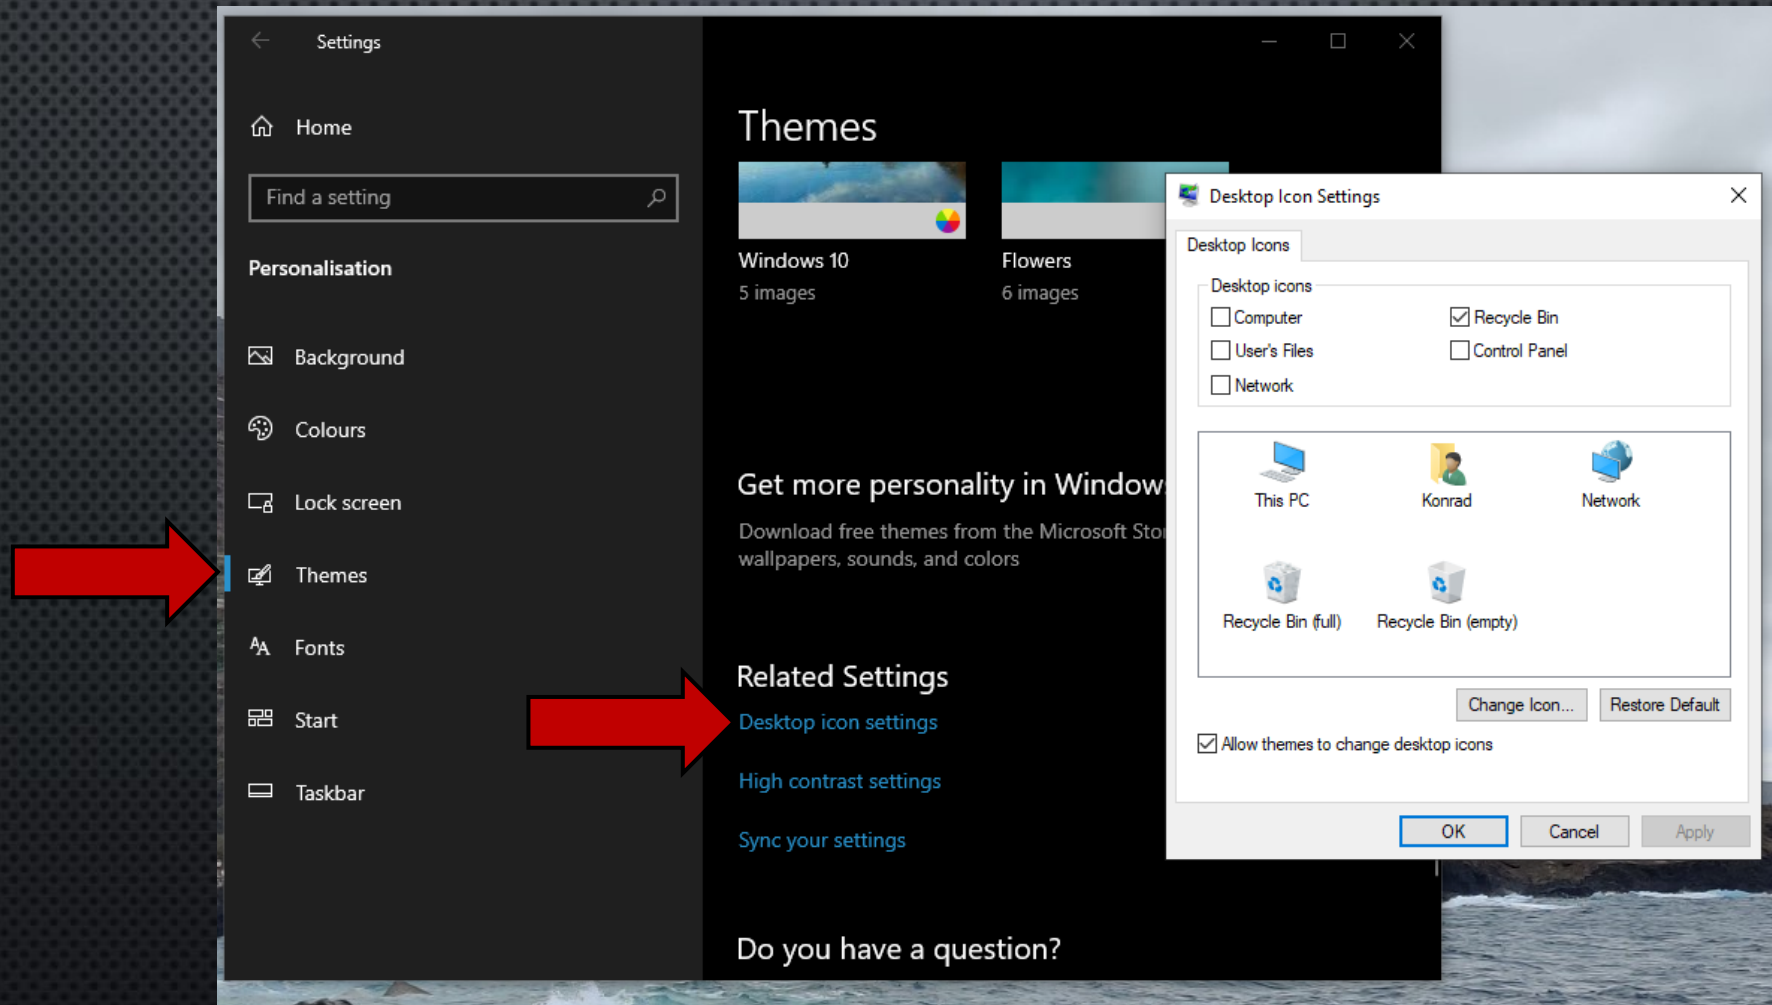 Settings
Home
Find a setting
Personalisation
Background
Colours
Lock screen
Themes
Fonts
Start
Taskbar
Themes
Windows 10
5 images
Flowers
6 images
Get more personality in Window
Download free themes from the Microsoft Sto
wallpapers, sounds, and colors
Related Settings
Desktop icon settings
High contrast settings
Sync your settings
Do you have a question?
Desktop Icon Settings
Desktop Icons
Desktop icons
Computer
Recycle Bin
User's Files
Control Panel
Network
This PC
Konrad
Network
Recycle Bin (full)
Recycle Bin (empty)
Change Icon...
Restore Default
Allow themes to change desktop icons
OK
Cancel
Apply